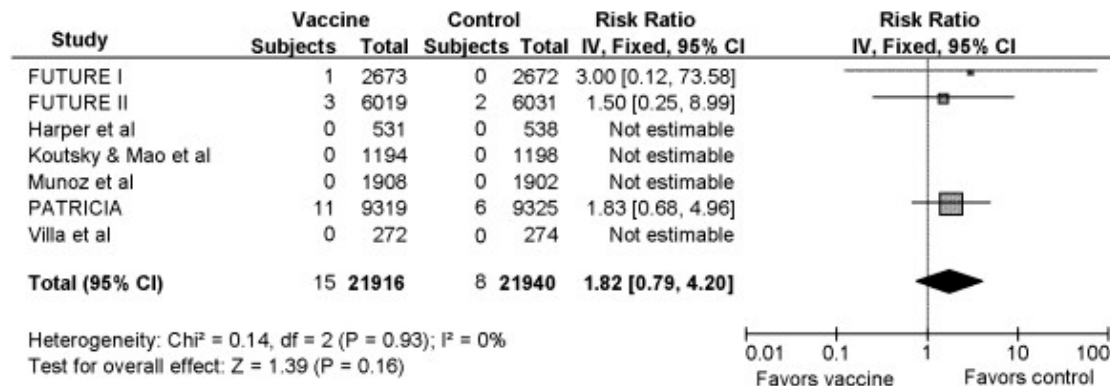 Vaccine Control Risk Ratio Risk Ratio
Study Subjects Total Subjects Total IV, Fixed, 95% CI IV, Fixed, 95% CI
FUTURE I 1 2673 0 2672 3.00 [0.12, 73.58]
FUTURE II 3 6019 2 6031 1.50 [0.25, 8.99]
Harper et al 0 531 0 538 Not estimable
Koutsky & Mao et al 0 1194 0 1198 Not estimable
Munoz et al 0 1908 0 1902 Not estimable
PATRICIA 11 9319 6 9325 1.83 [0.68, 4.96]
Villa et al 0 272 0 274 Not estimable
Total (95% CI) 15 21916 8 21940 1.82 [0.79, 4.20]
Heterogeneity: Chi² = 0.14, df = 2 (P = 0.93); I² = 0%
Test for overall effect: Z = 1.39 (P = 0.16)
0.01 0.1 1 10 100
Favors vaccine Favors control